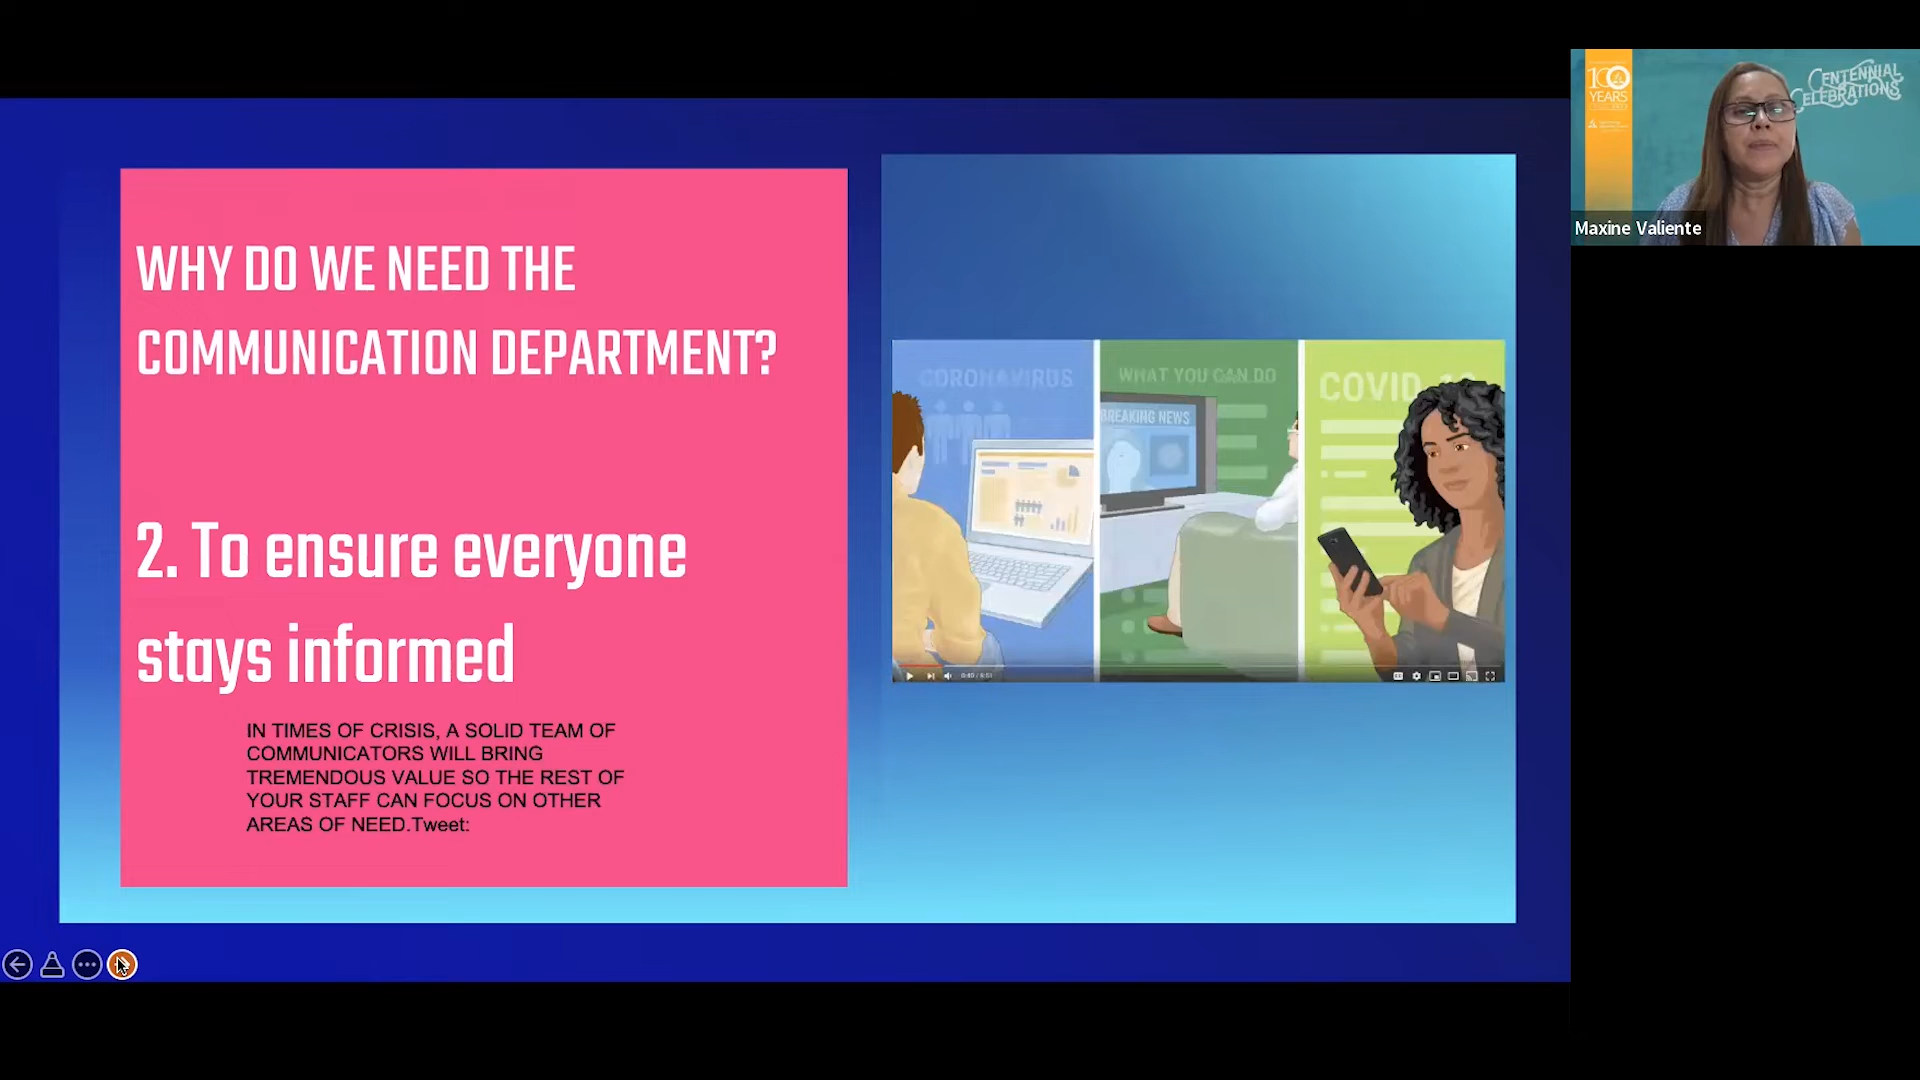 WHY DO WE NEED THE
COMMUNICATION DEPARTMENT?
2. To ensure everyone
stays informed
IN TIMES OF CRISIS, A SOLID TEAM OF
COMMUNICATORS WILL BRING
TREMENDOUS VALUE SO THE REST OF
YOUR STAFF CAN FOCUS ON OTHER
AREAS OF NEED.Tweet:
CORONAVIRUS
WHAT YOU CAN DO
BREAKING NEWS
COVID
100
YEARS
CENTENNIAL
CELEBRATIONS
Maxine Valiente